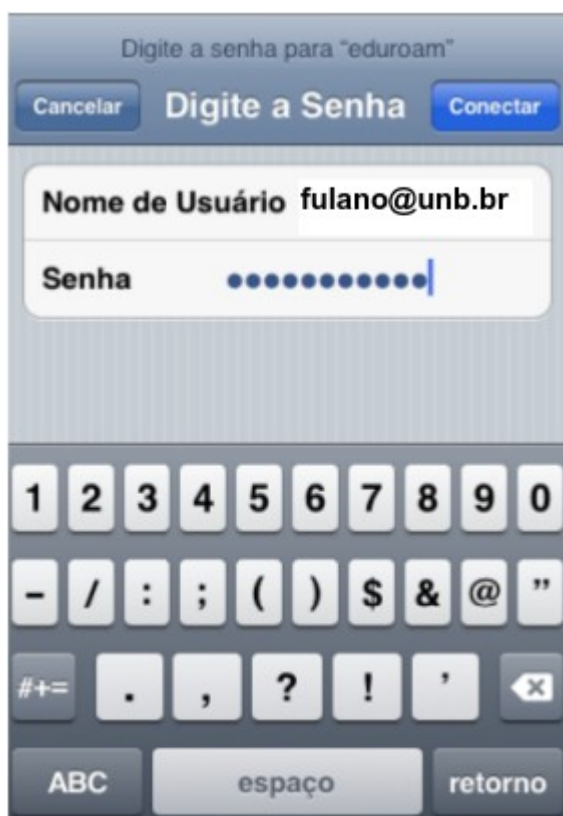 Digite a senha para “eduroam”
Cancelar Digite a Senha Conectar
Nome de Usuário fulano@unb.br
Senha ●●●●●●●●●●●
1 2 3 4 5 6 7 8 9 0
- / : ; ( ) $ & @ ”
#+= . , ? ! ’
ABC espaço retorno